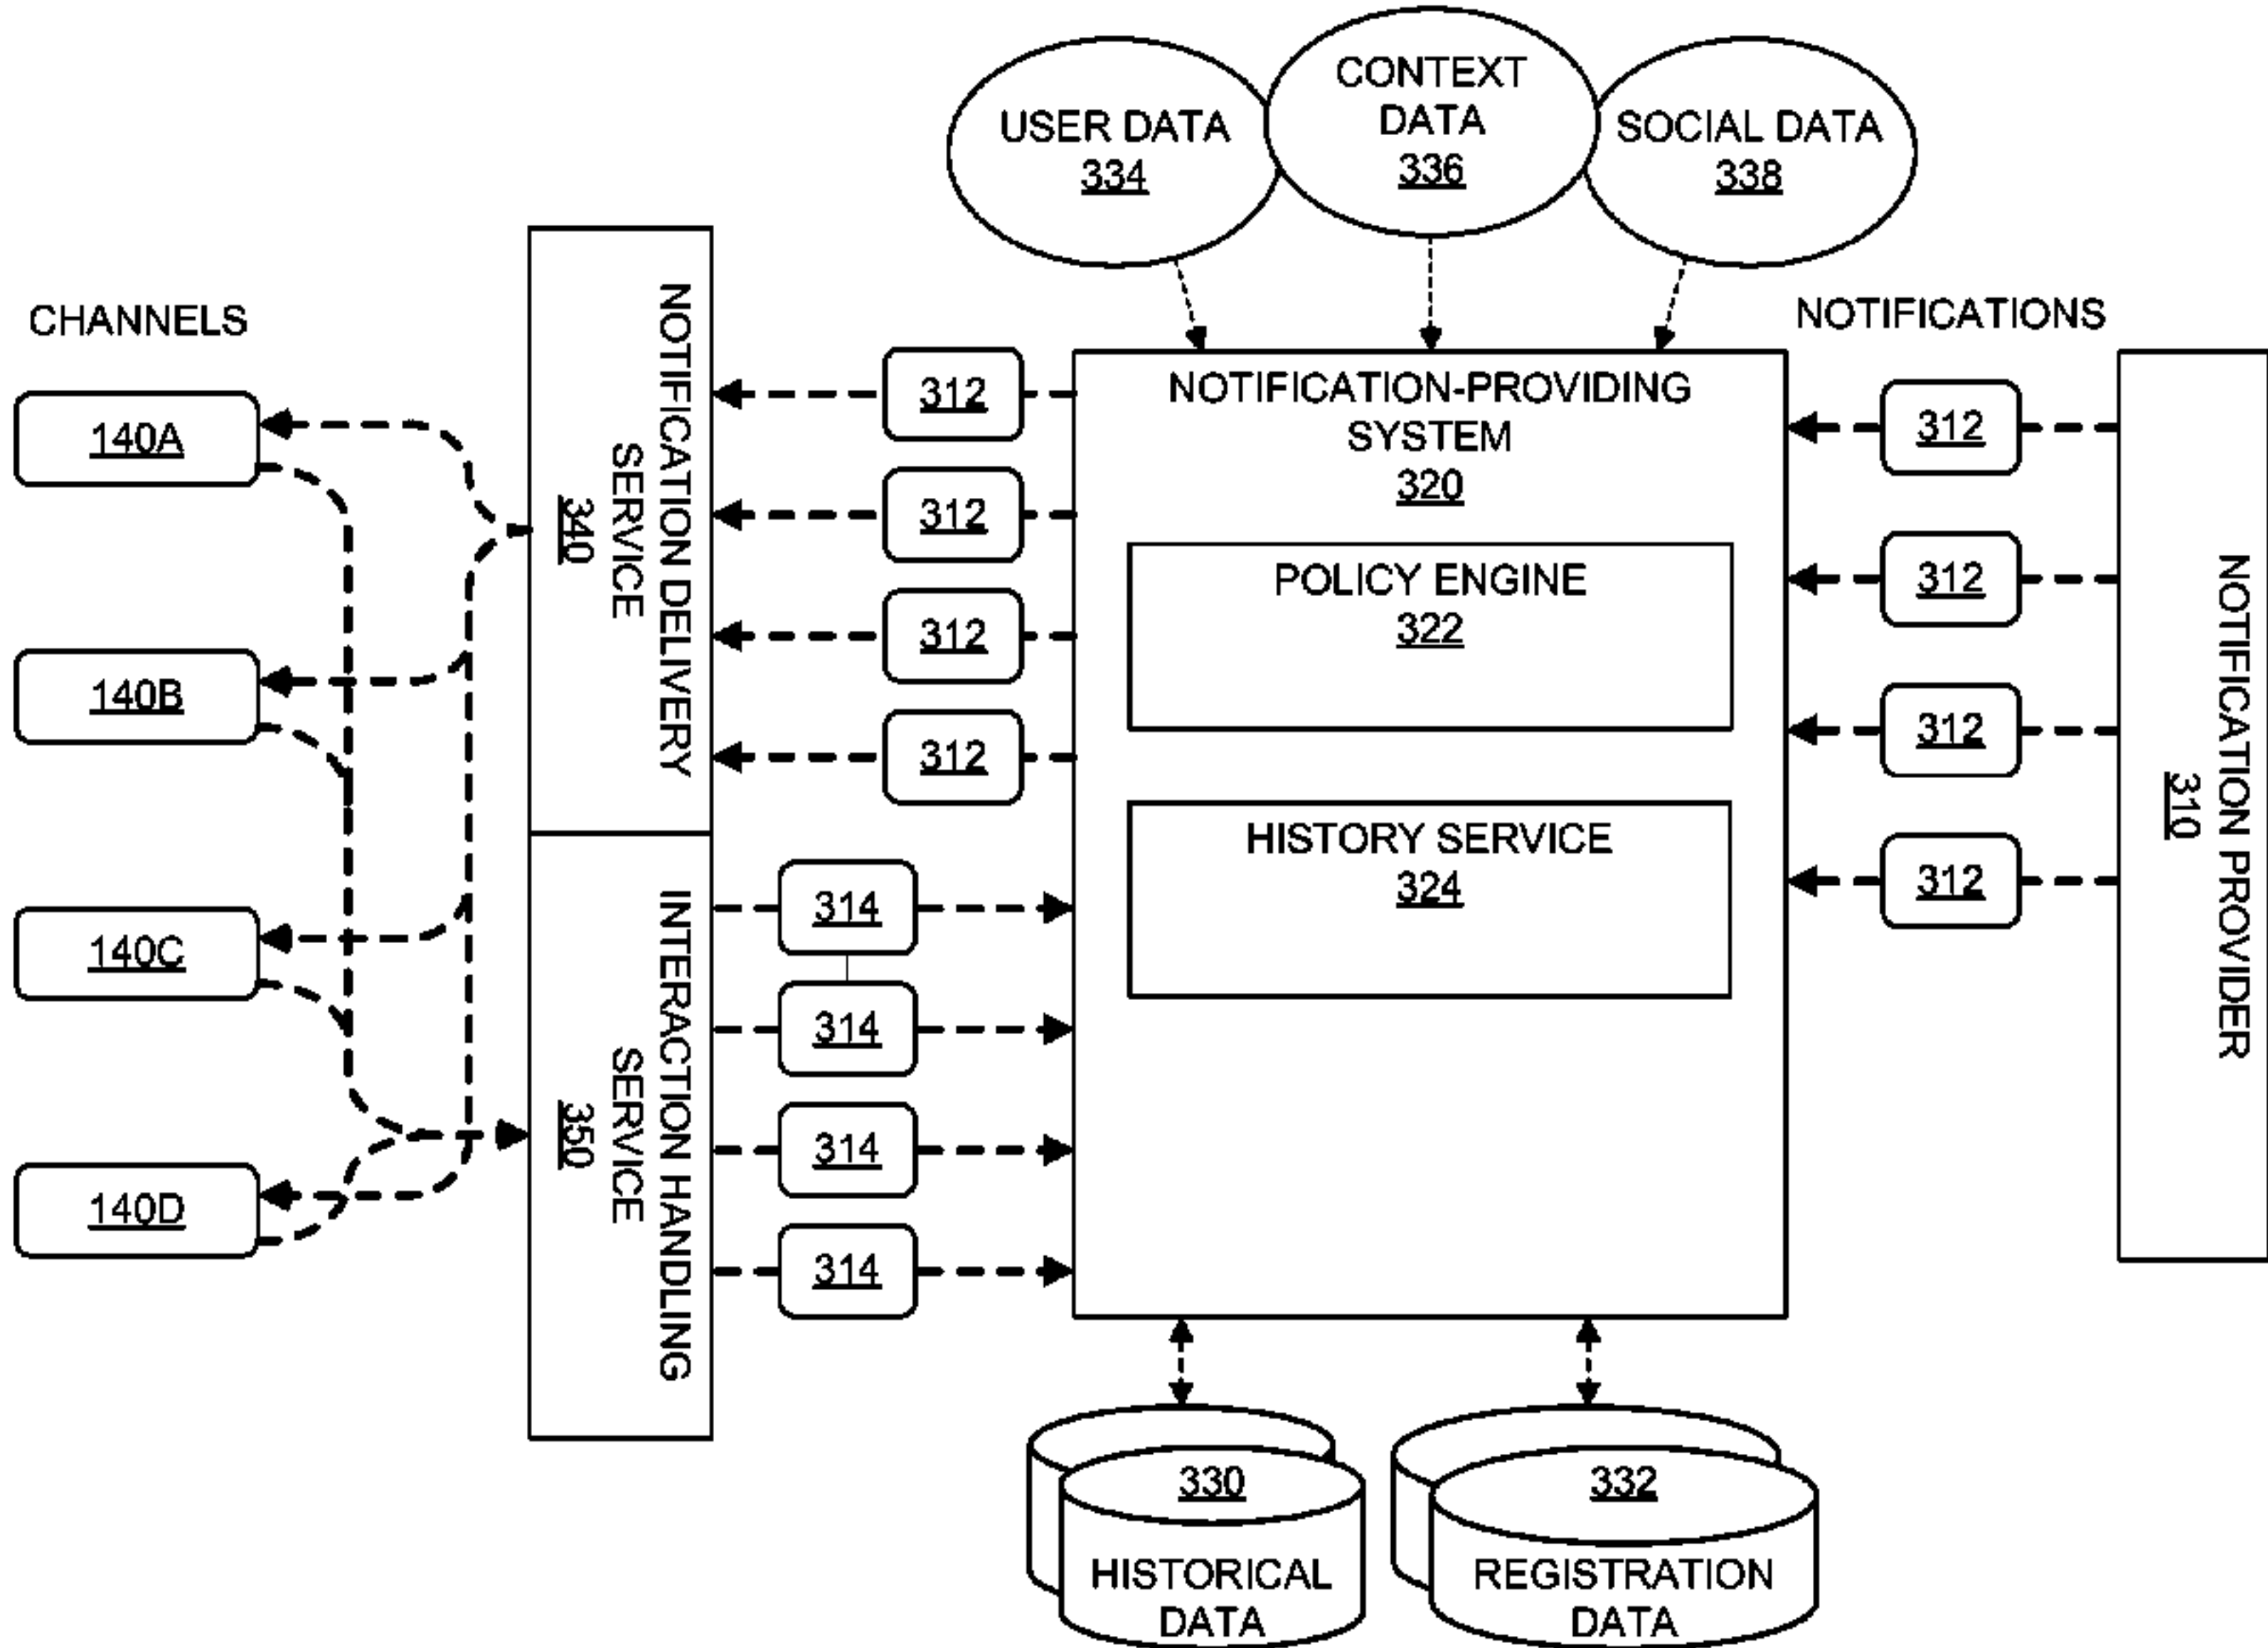 CONTEXT
DATA
336
USER DATA
334
SOCIAL DATA
338
CHANNELS
140A
140B
140C
140D
NOTIFICATION DELIVERY
SERVICE
340
INTERACTION HANDLING
SERVICE
350
312
312
312
312
314
314
314
314
NOTIFICATION-PROVIDING
SYSTEM
320
POLICY ENGINE
322
HISTORY SERVICE
324
NOTIFICATIONS
312
312
312
312
NOTIFICATION PROVIDER
310
330
HISTORICAL
DATA
332
REGISTRATION
DATA